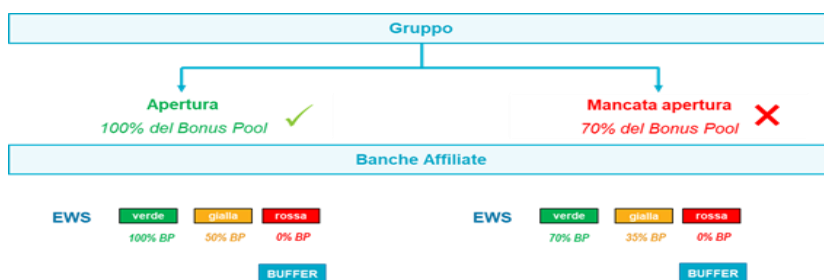 Gruppo
Apertura
100% del Bonus Pool
Mancata apertura
70% del Bonus Pool
Banche Affiliate
EWS verde gialla rossa
100% BP 50% BP 0% BP
BUFFER
EWS verde gialla rossa
70% BP 35% BP 0% BP
BUFFER